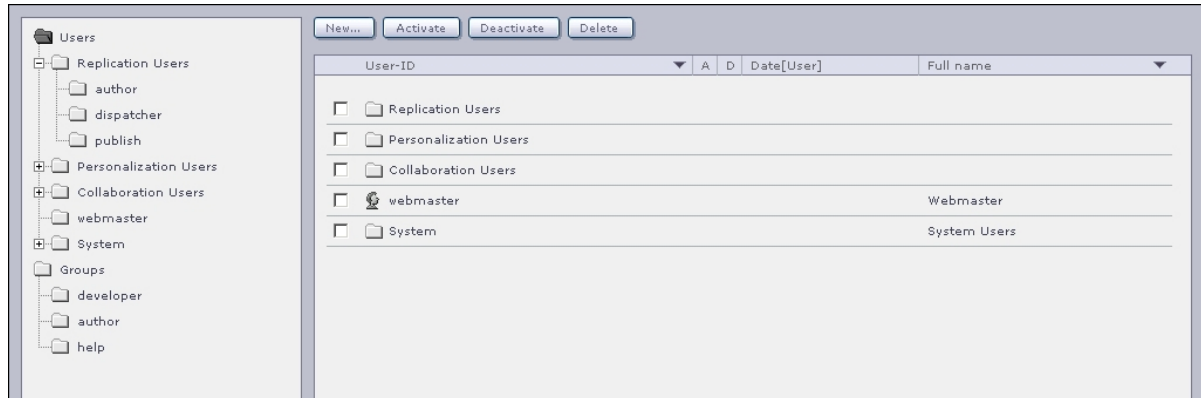 Users
Replication Users
author
dispatcher
publish
Personalization Users
Collaboration Users
webmaster
System
Groups
developer
author
help
New... Activate Deactivate Delete
User-ID A D Date[User] Full name
Replication Users
Personalization Users
Collaboration Users
webmaster Webmaster
System System Users